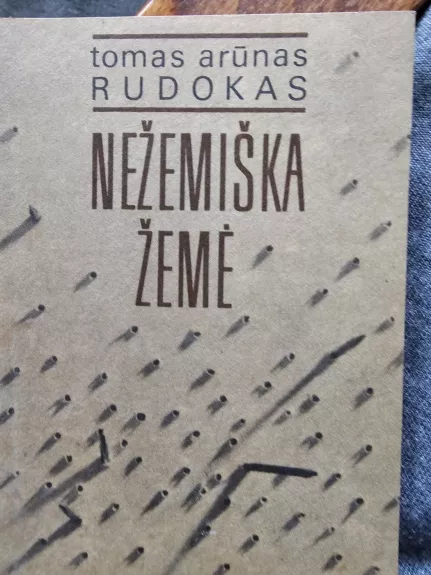 tomas arūnas
RUDOKAS
NEŽEMIŠKA
ŽEMĖ